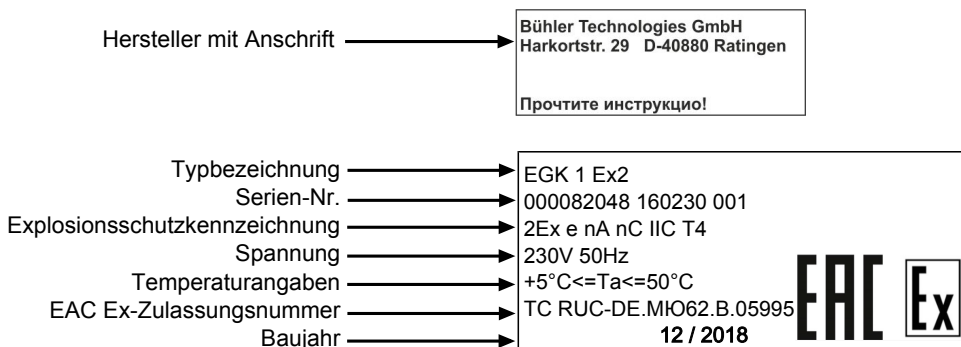 Hersteller mit Anschrift
Bühler Technologies GmbH
Harkortstr. 29 D-40880 Ratingen
Прочтите инструкцио!
Typbezeichnung
EGK 1 Ex2
Serien-Nr.
000082048 160230 001
Explosionsschutzkennzeichnung
2Ex e nA nC IIC T4
Spannung
230V 50Hz
Temperaturangaben
+5°C<=Ta<=50°C
EAC Ex-Zulassungsnummer
TC RUC-DE.МЮ62.B.05995
Baujahr
12 / 2018
EAC Ex